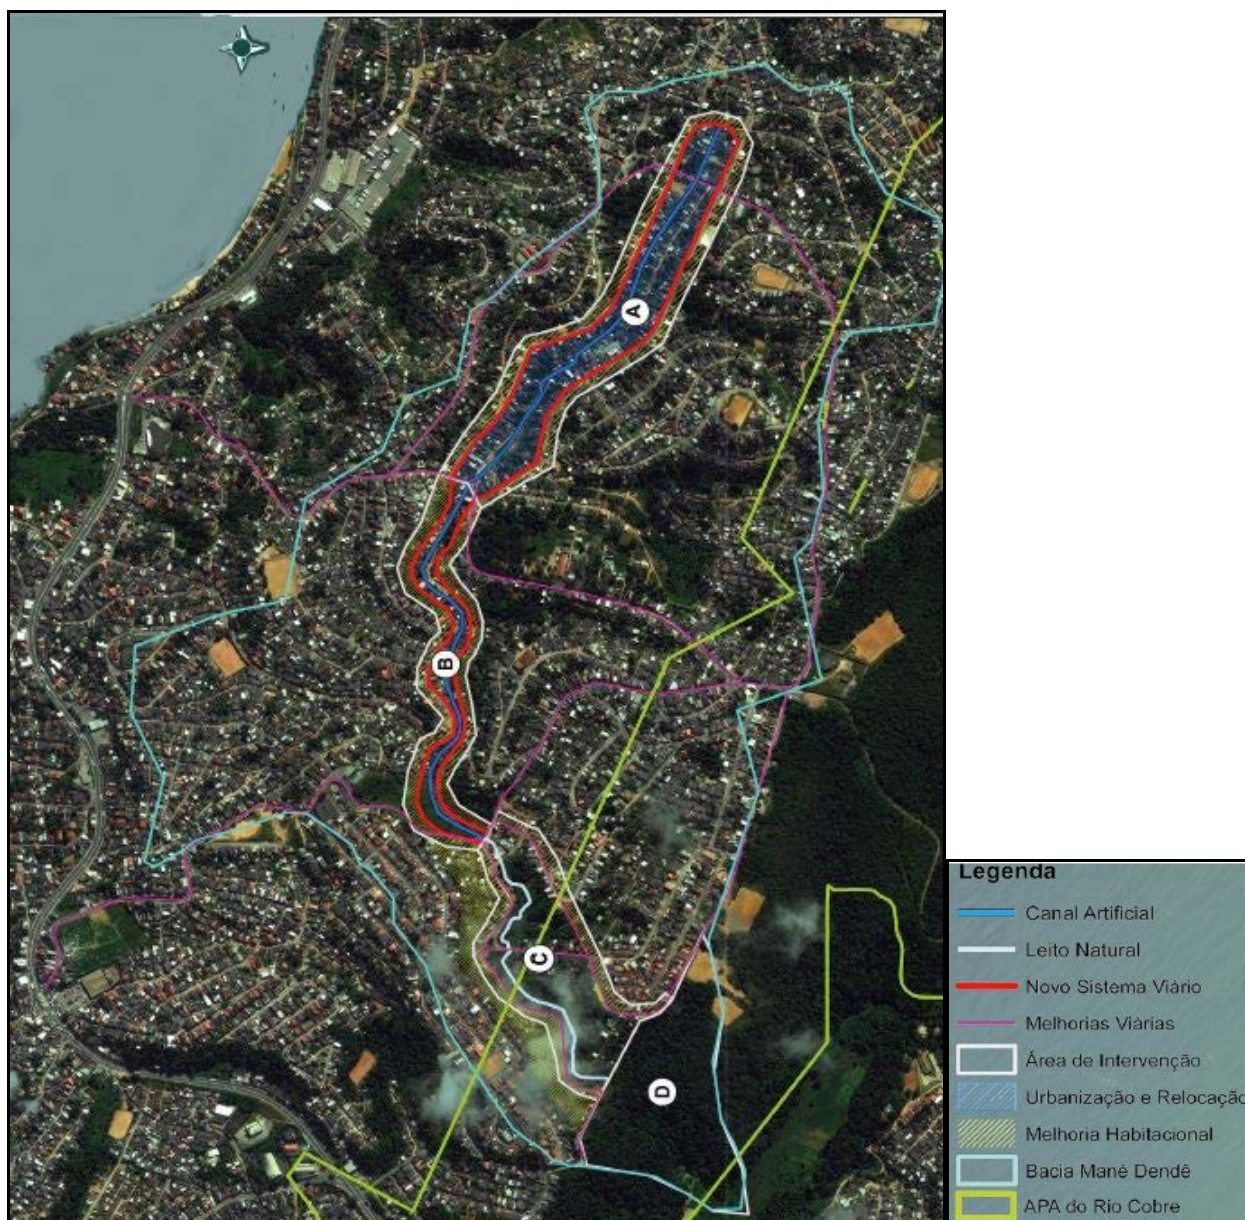 A
B
C
D
Legenda
Canal Artificial
Leito Natural
Novo Sistema Viário
Melhorias Viárias
Área de Intervenção
Urbanização e Relocação
Melhoria Habitacional
Bacia Mané Dendê
APA do Rio Cobre